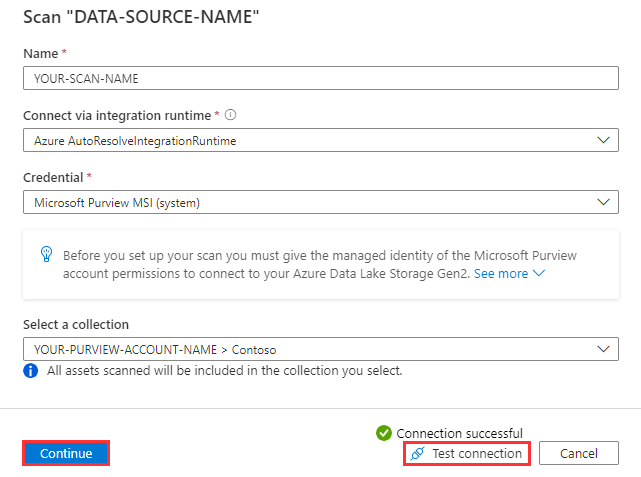 Scan "DATA-SOURCE-NAME"
Name *
YOUR-SCAN-NAME
Connect via integration runtime *
Azure AutoResolveIntegrationRuntime
Credential *
Microsoft Purview MSI (system)
Before you set up your scan you must give the managed identity of the Microsoft Purview
account permissions to connect to your Azure Data Lake Storage Gen2. See more
Select a collection
YOUR-PURVIEW-ACCOUNT-NAME > Contoso
All assets scanned will be included in the collection you select.
Connection successful
Continue
Test connection
Cancel